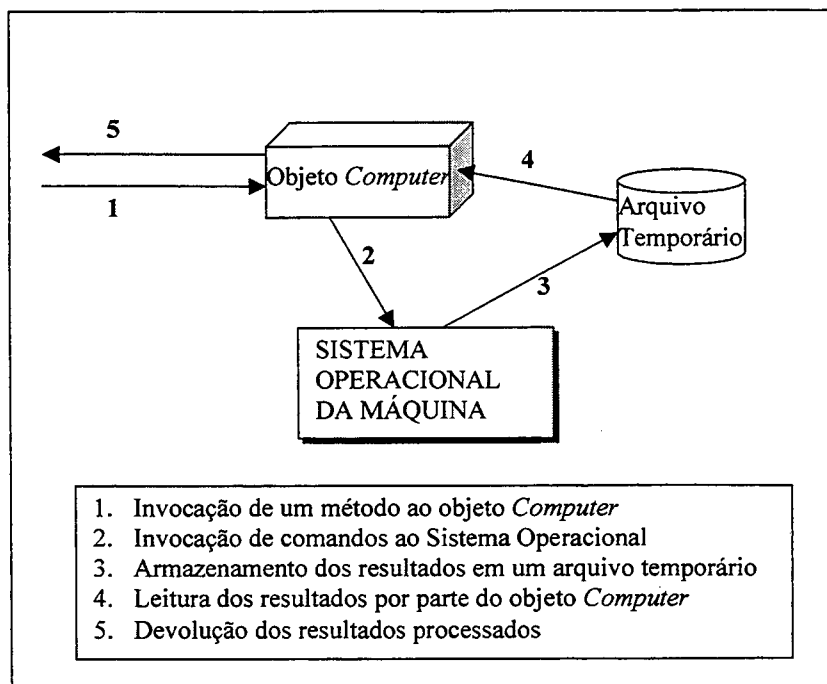 5
Objeto Computer
1
4
Arquivo
Temporário
2
3
SISTEMA
OPERACIONAL
DA MÁQUINA
1. Invocação de um método ao objeto Computer
2. Invocação de comandos ao Sistema Operacional
3. Armazenamento dos resultados em um arquivo temporário
4. Leitura dos resultados por parte do objeto Computer
5. Devolução dos resultados processados